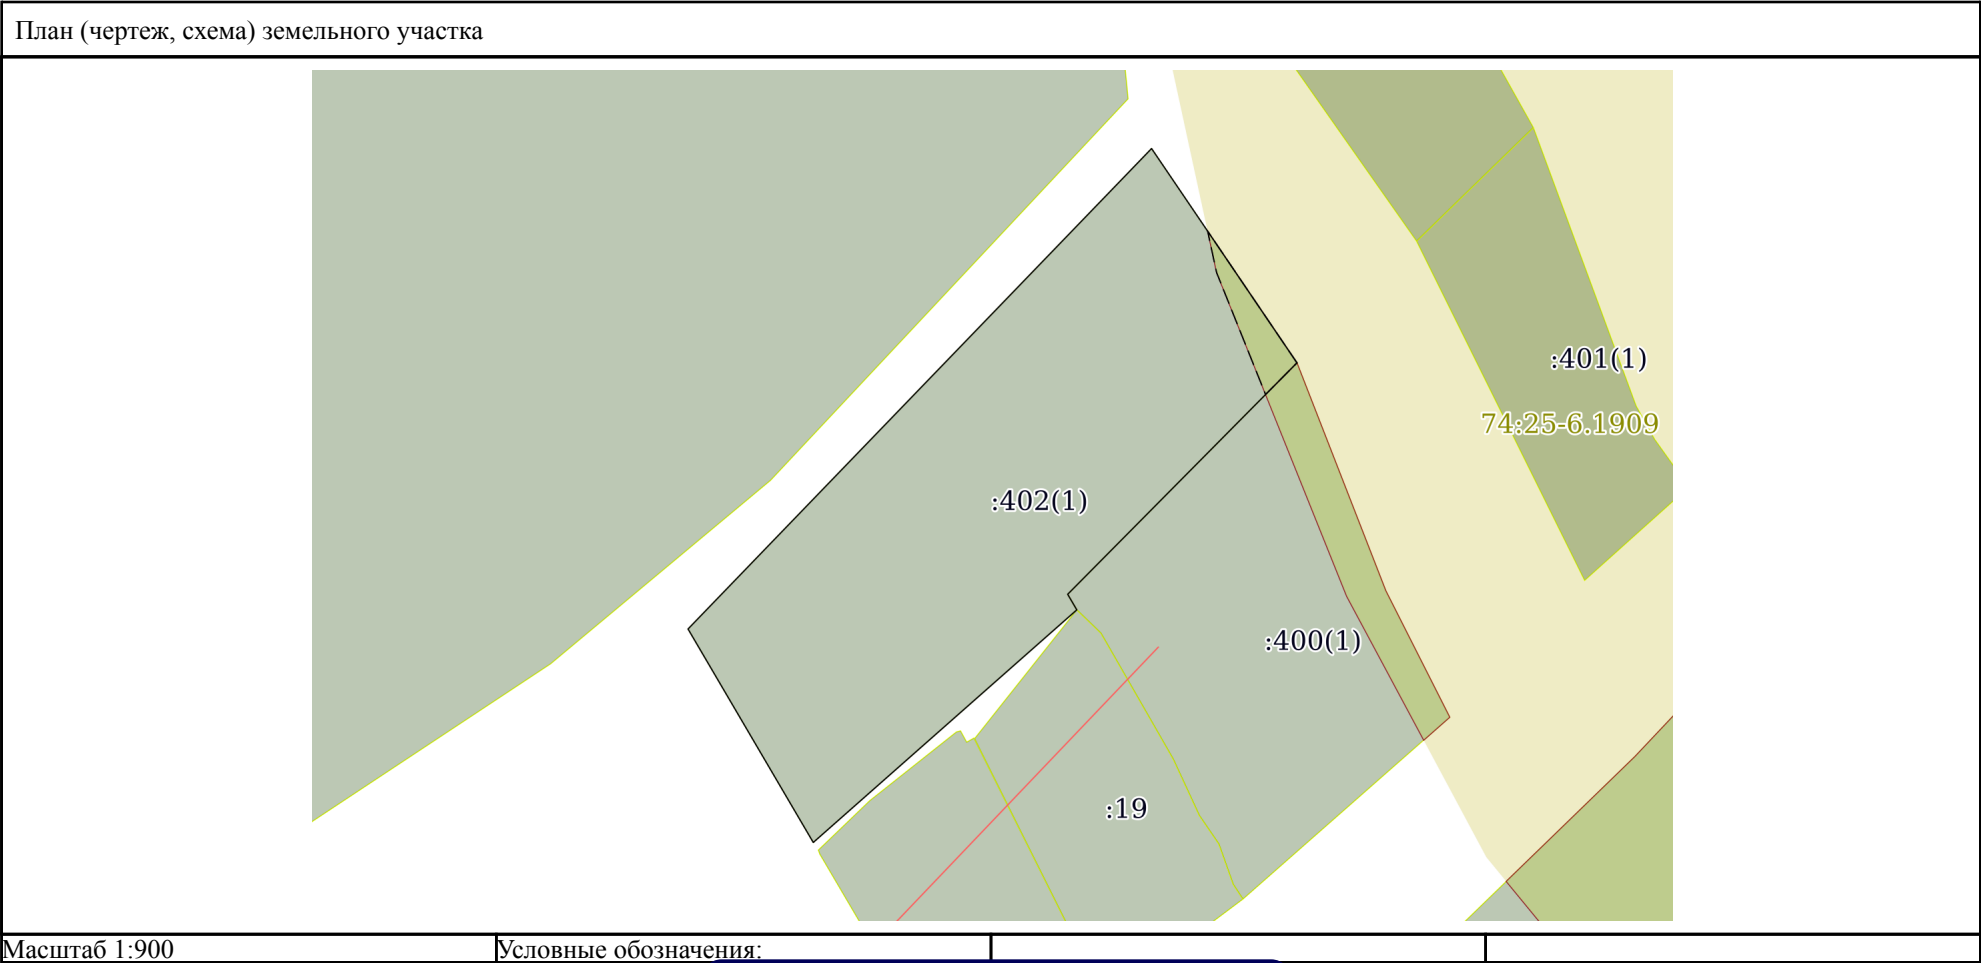 План (чертеж, схема) земельного участка
:401(1)
74:25-6.1909
:402(1)
:400(1)
:19
Масштаб 1:900
Условные обозначения: